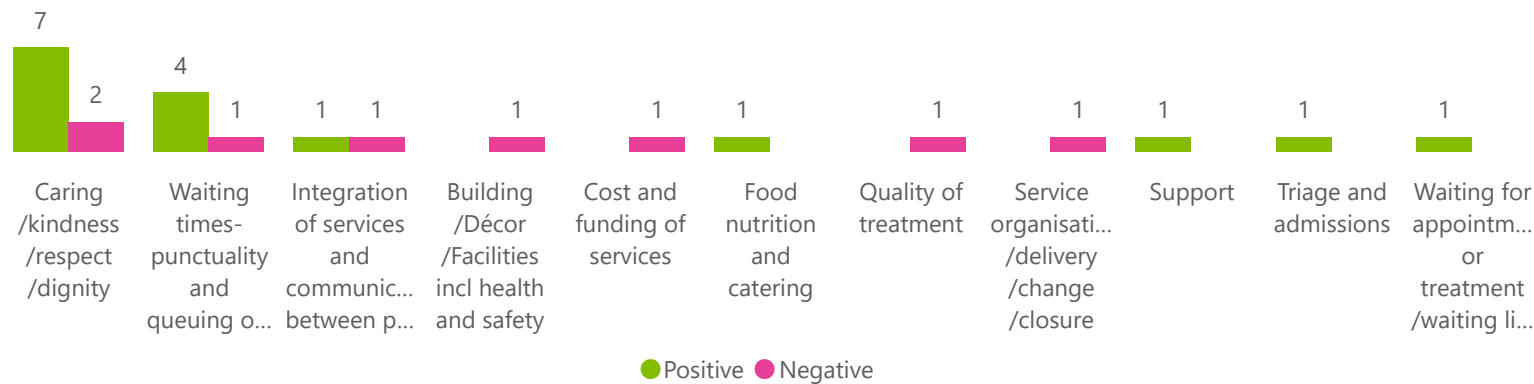 7
2
4
1
1
1
1
1
1
1
1
1
1
1
Caring
/kindness
/respect
/dignity
Waiting
times-
punctuality
and
queuing o...
Integration
of services
and
communic...
between p...
Building
/Décor
/Facilities
incl health
and safety
Cost and
funding of
services
Food
nutrition
and
catering
Quality of
treatment
Service
organisati...
/delivery
/change
/closure
Support
Triage and
admissions
Waiting for
appointm...
or
treatment
/waiting li...
Positive
Negative